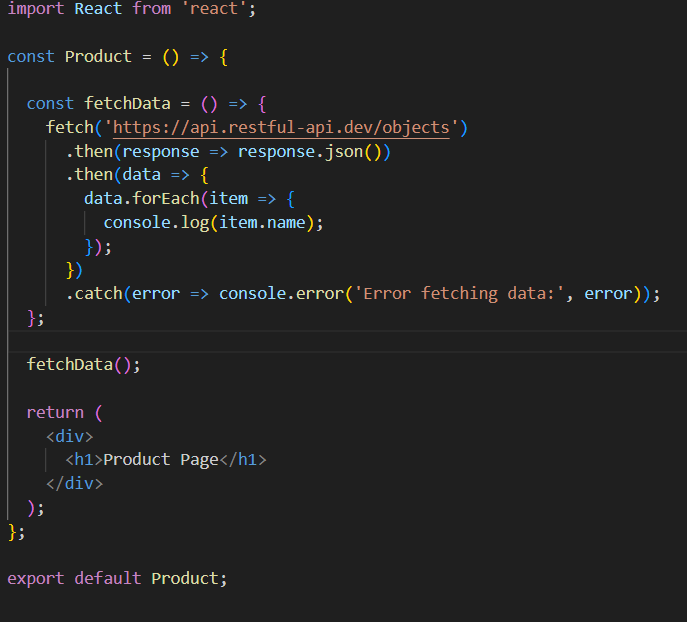 import React from 'react';
const Product = () => {
const fetchData = () => {
fetch('https://api.restful-api.dev/objects')
.then(response => response.json())
.then(data => {
data.forEach(item => {
console.log(item.name);
});
})
.catch(error => console.error('Error fetching data:', error));
};
fetchData();
return (
<div>
<h1>Product Page</h1>
</div>
);
};
export default Product;